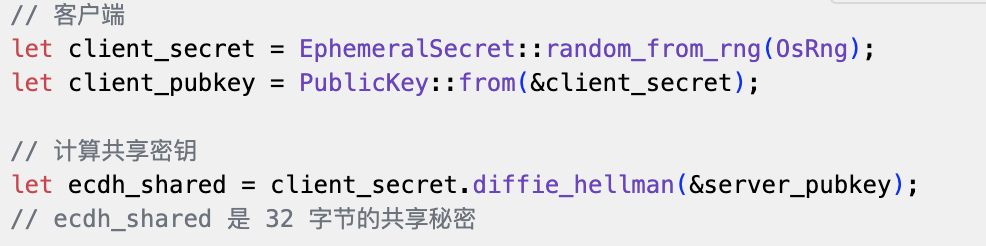 // 客户端
let client_secret = EphemeralSecret::random_from_rng(OsRng);
let client_pubkey = PublicKey::from(&client_secret);
// 计算共享密钥
let ecdh_shared = client_secret.diffie_hellman(&server_pubkey);
// ecdh_shared 是 32 字节的共享秘密